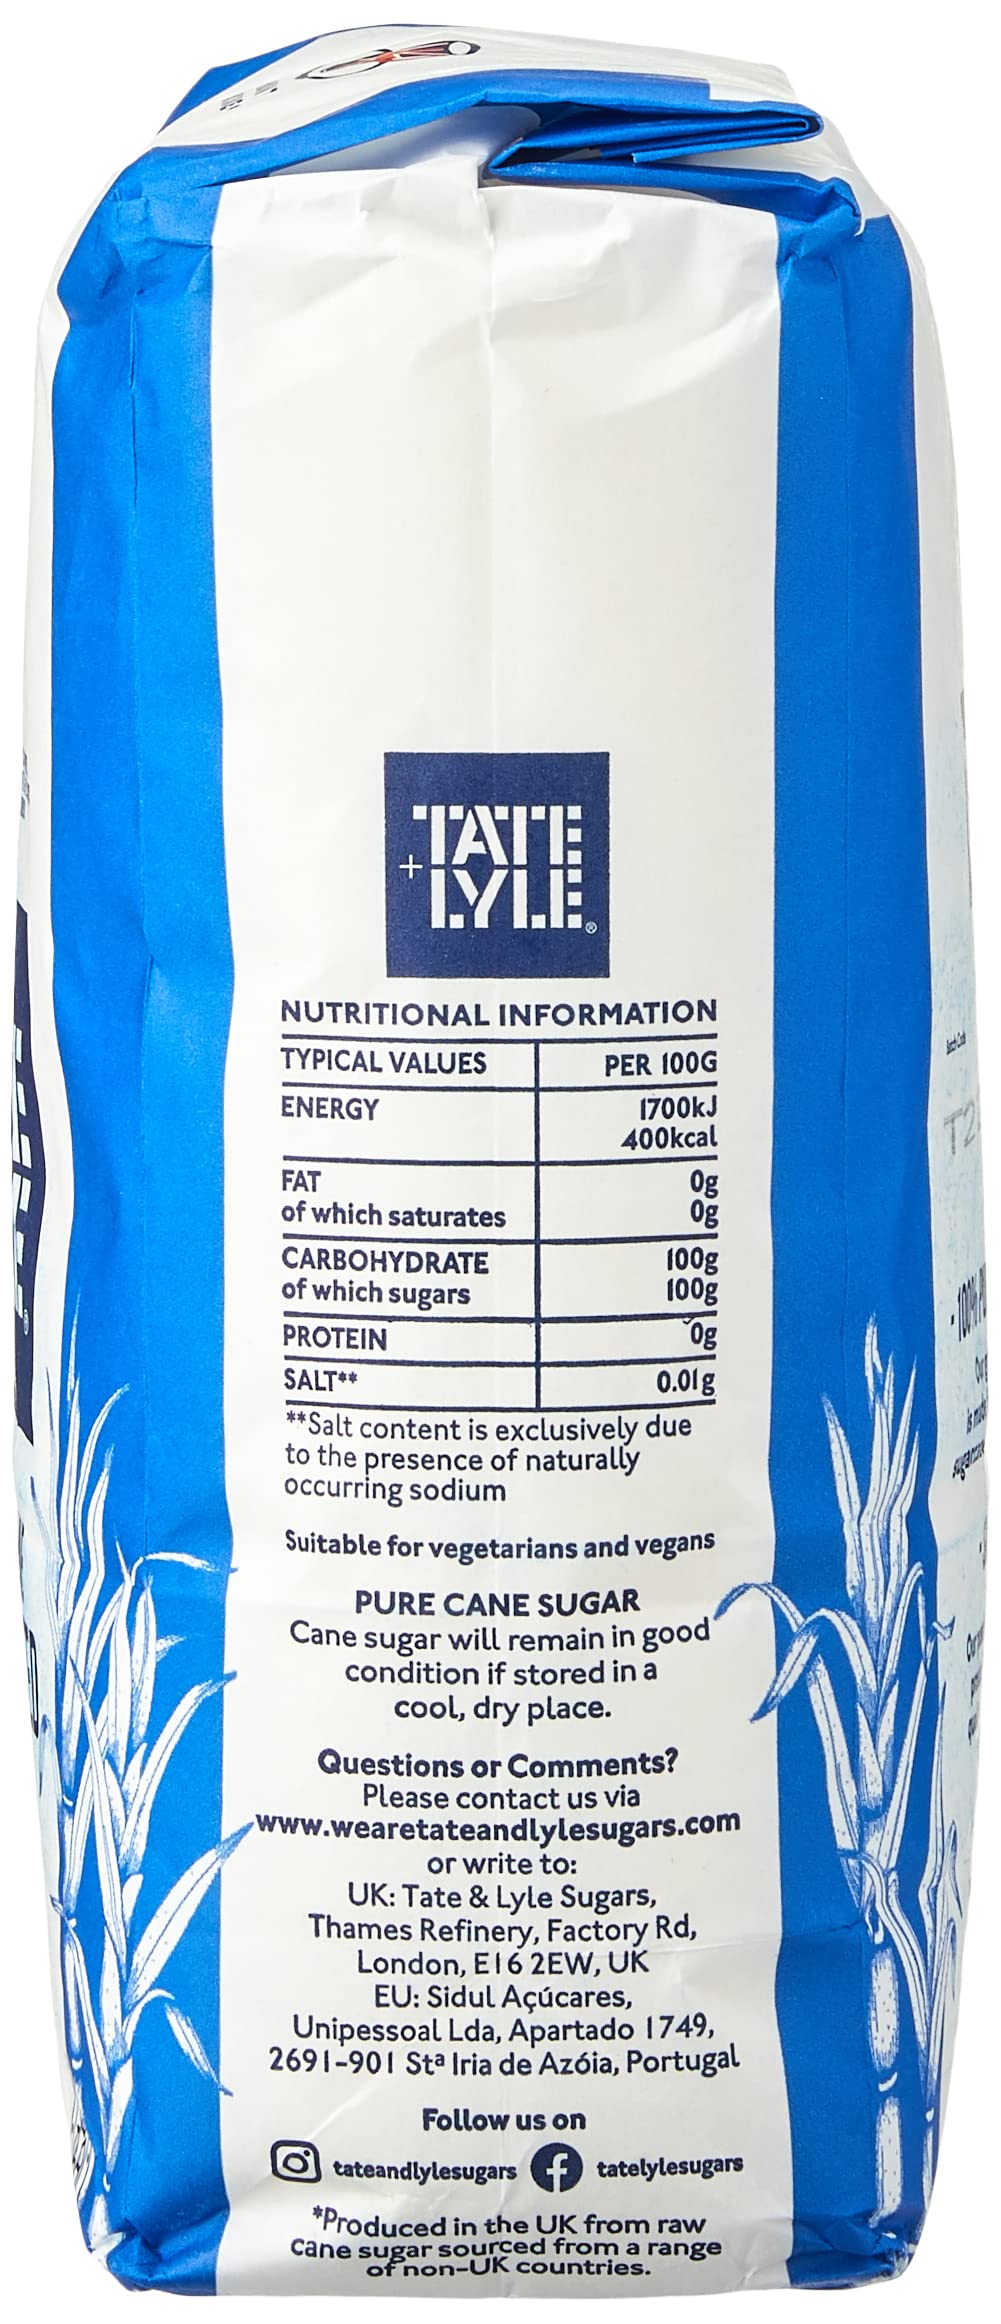 TATE
+
LYLE®
NUTRITIONAL INFORMATION
TYPICAL VALUES PER 100G
ENERGY 1700kJ
400kcal
FAT 0g
of which saturates 0g
CARBOHYDRATE 100g
of which sugars 100g
PROTEIN 0g
SALT** 0.01g
**Salt content is exclusively due
to the presence of naturally
occurring sodium
Suitable for vegetarians and vegans
PURE CANE SUGAR
Cane sugar will remain in good
condition if stored in a
cool, dry place.
Questions or Comments?
Please contact us via
www.wearetateandlylesugars.com
or write to:
UK: Tate & Lyle Sugars,
Thames Refinery, Factory Rd,
London, E16 2EW, UK
EU: Sidul Açúcares,
Unipessoal Lda, Apartado 1749,
2691-901 Stª Iria de Azóia, Portugal
Follow us on
tateandlylesugars tatelylesugars
*Produced in the UK from raw
cane sugar sourced from a range
of non-UK countries.
Batch Code
T2
100%